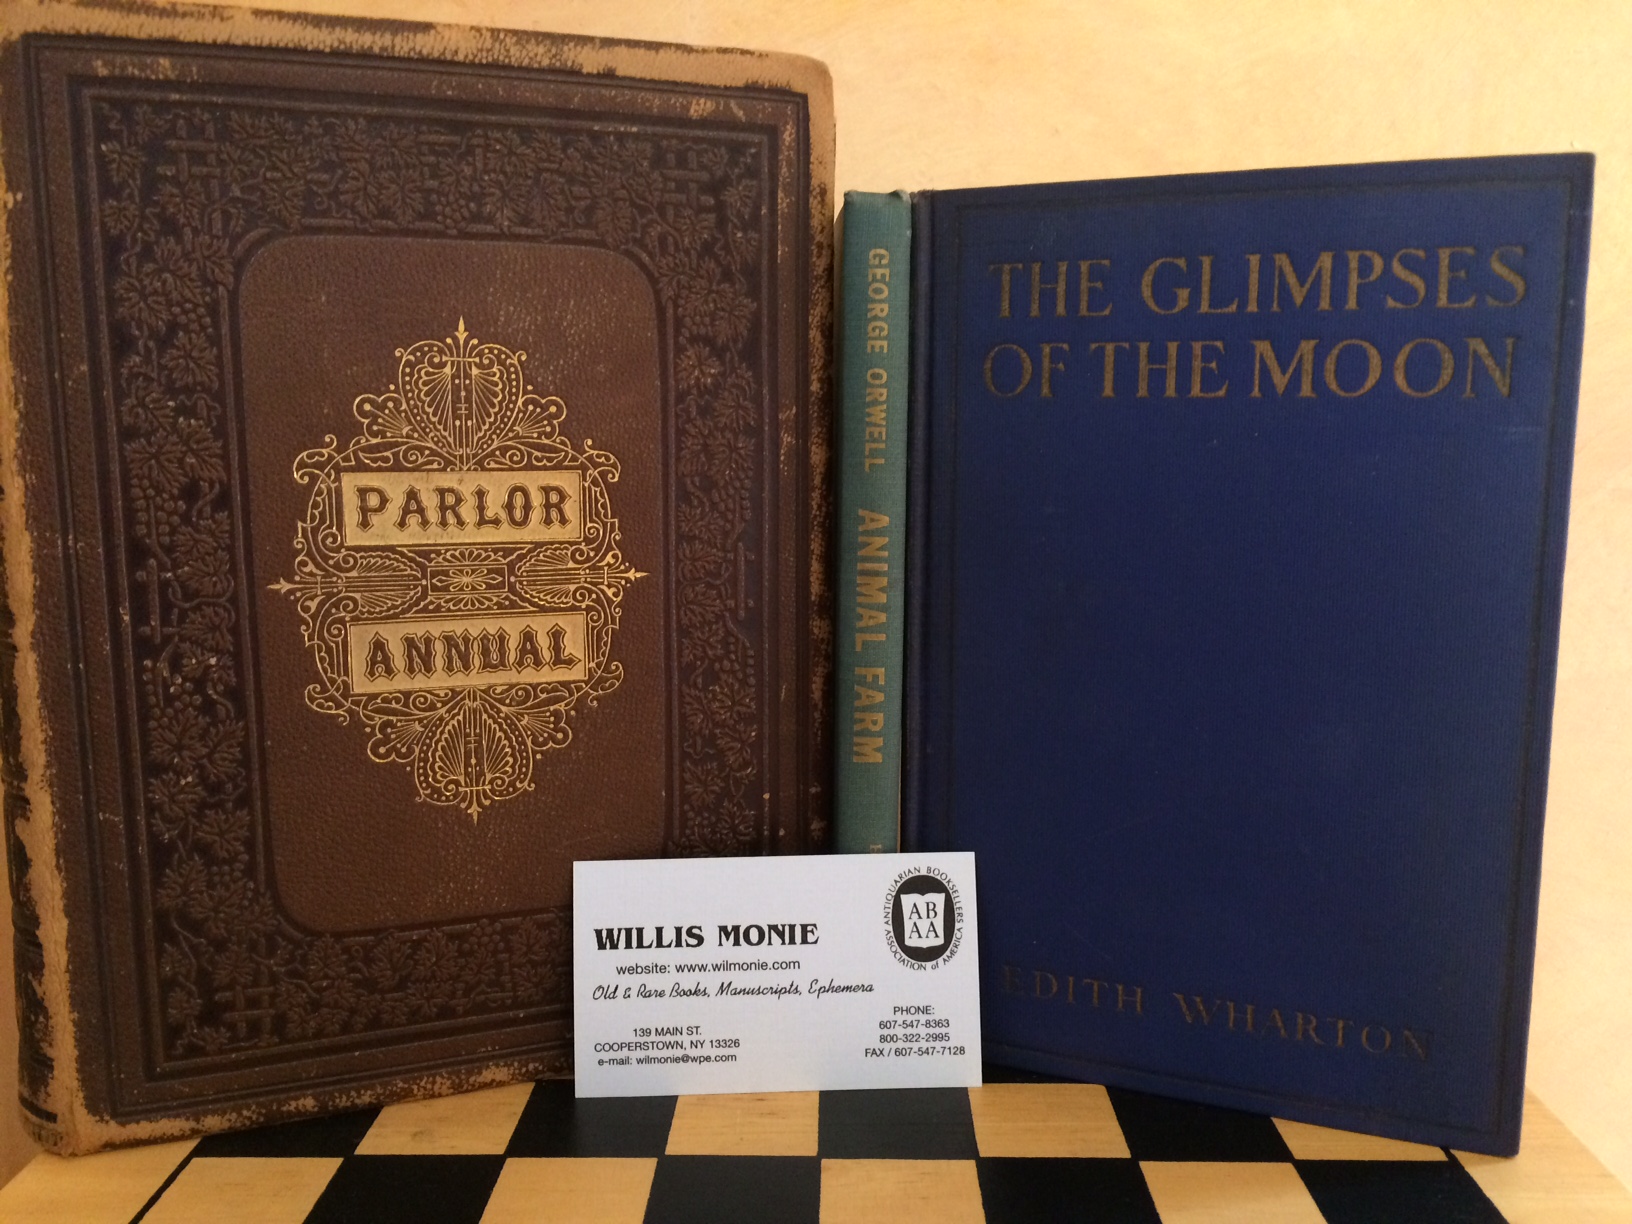 PARLOR
ANNUAL
GEORGE ORWELL ANIMAL FARM
THE GLIMPSES
OF THE MOON
EDITH WHARTON
WILLIS MONIE
website: www.wilmonie.com
Old & Rare Books, Manuscripts, Ephemera
139 MAIN ST.
COOPERSTOWN, NY 13326
e-mail: wilmonie@wpe.com
ANTIQUARIAN BOOKSELLERS
ASSOCIATION of AMERICA
AB
AA
PHONE:
607-547-8363
800-322-2995
FAX / 607-547-7128